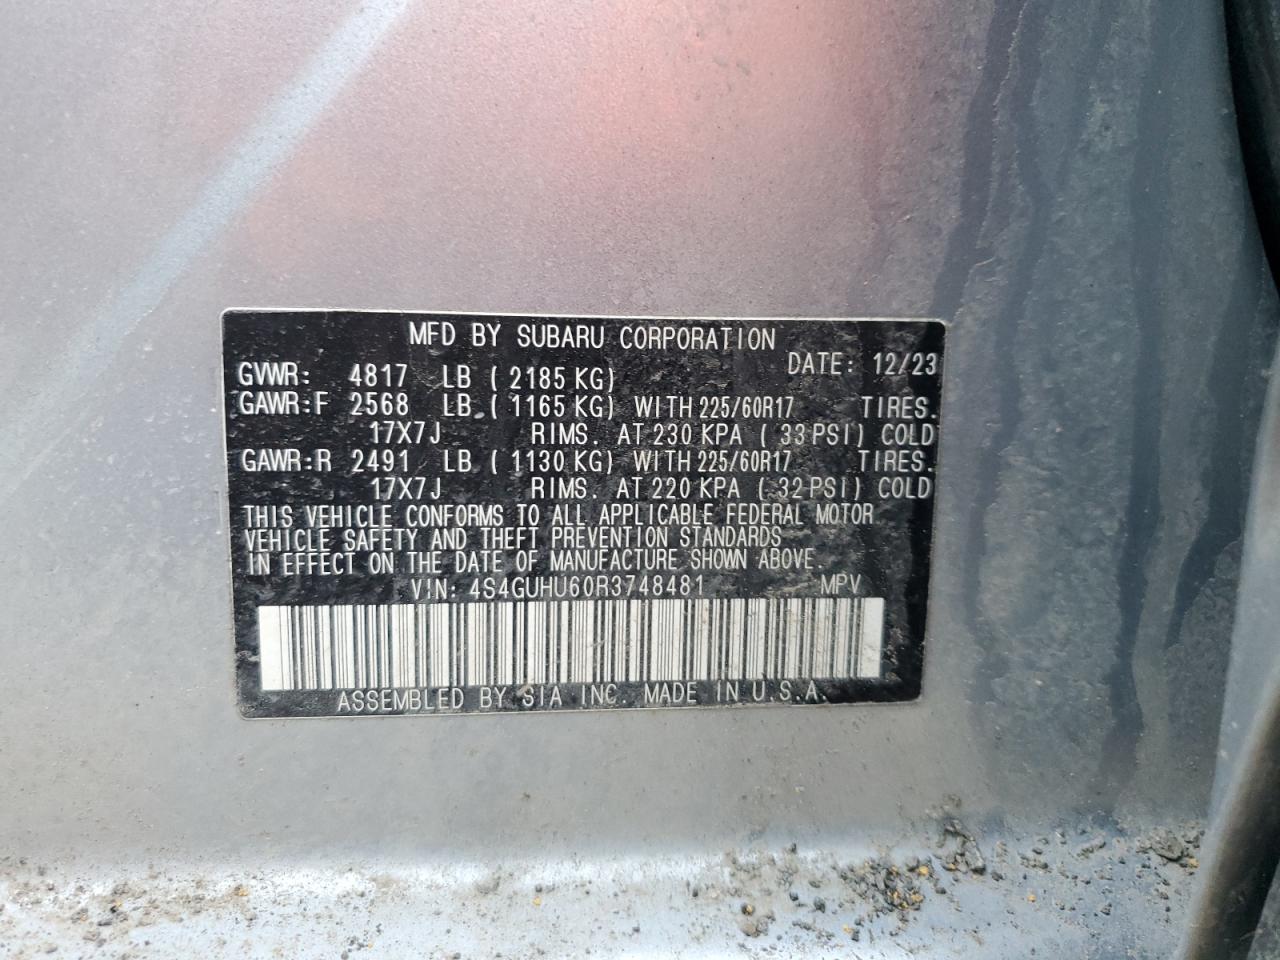 MFD BY SUBARU CORPORATION
DATE: 12/23
GVWR: 4817 LB ( 2185 KG)
GAWR:F 2568 LB ( 1165 KG) WITH 225/60R17 TIRES.
17X7J RIMS. AT 230 KPA ( 33 PSI) COLD
GAWR:R 2491 LB ( 1130 KG) WITH 225/60R17 TIRES.
17X7J RIMS. AT 220 KPA ( 32 PSI) COLD
THIS VEHICLE CONFORMS TO ALL APPLICABLE FEDERAL MOTOR
VEHICLE SAFETY AND THEFT PREVENTION STANDARDS
IN EFFECT ON THE DATE OF MANUFACTURE SHOWN ABOVE.
VIN: 4S4GUHU60R3748481 MPV
ASSEMBLED BY SIA INC. MADE IN U.S.A.